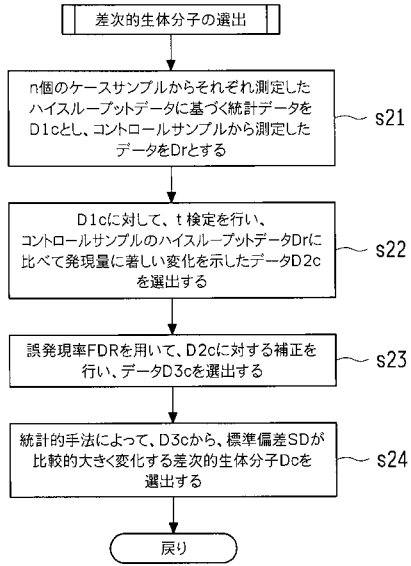 差次的生体分子の選出
n個のケースサンプルからそれぞれ測定した
ハイスループットデータに基づく統計データを
D1cとし、コントロールサンプルから測定した
データをDrとする
s21
D1cに対して、t検定を行い、
コントロールサンプルのハイスループットデータDrに
比べて発現量に著しい変化を示したデータD2c
を選出する
s22
誤発現率FDRを用いて、D2cに対する補正を
行い、データD3cを選出する
s23
統計的手法によって、D3cから、標準偏差SDが
比較的大きく変化する差次的生体分子Dcを
選出する
s24
戻り